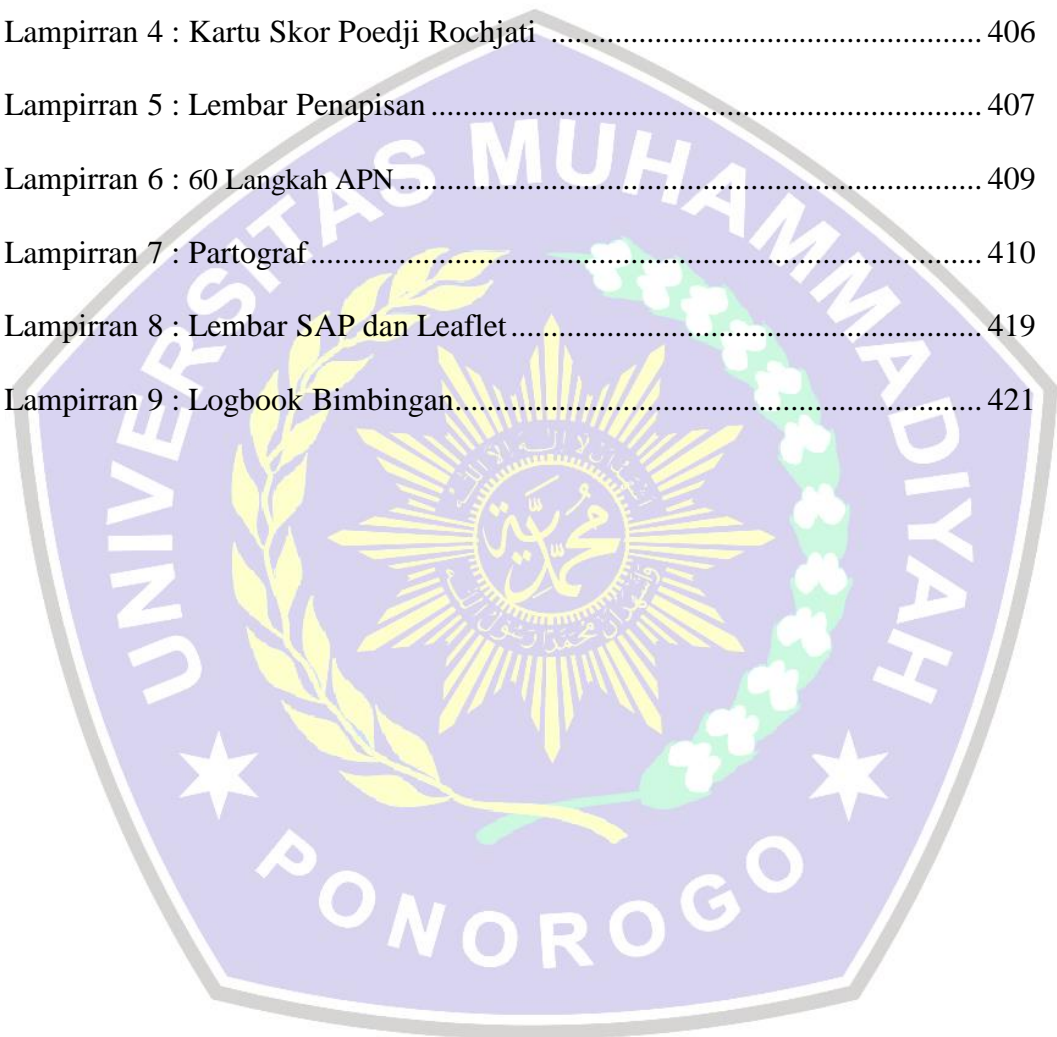 Lampirran 4 : Kartu Skor Poedji Rochjati ...................................................... 406
Lampirran 5 : Lembar Penapisan ..................................................................... 407
Lampirran 6 : 60 Langkah APN ......................................................................... 409
Lampirran 7 : Partograf .................................................................................... 410
Lampirran 8 : Lembar SAP dan Leaflet ........................................................... 419
Lampirran 9 : Logbook Bimbingan.................................................................. 421
UNIVERSITAS MUHAMMADIYAH
محمدية
PONOROGO